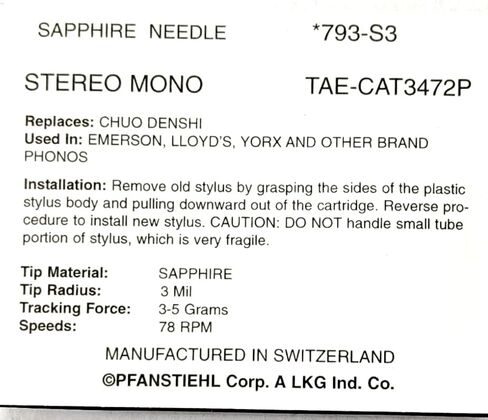 SAPPHIRE NEEDLE *793-S3
STEREO MONO TAE-CAT3472P
Replaces: CHUO DENSHI
Used In: EMERSON, LLOYD'S, YORX AND OTHER BRAND
PHONOS
Installation: Remove old stylus by grasping the sides of the plastic
stylus body and pulling downward out of the cartridge. Reverse pro-
cedure to install new stylus. CAUTION: DO NOT handle small tube
portion of stylus, which is very fragile.
Tip Material: SAPPHIRE
Tip Radius: 3 Mil
Tracking Force: 3-5 Grams
Speeds: 78 RPM
MANUFACTURED IN SWITZERLAND
©PFANSTIEHL Corp. A LKG Ind. Co.